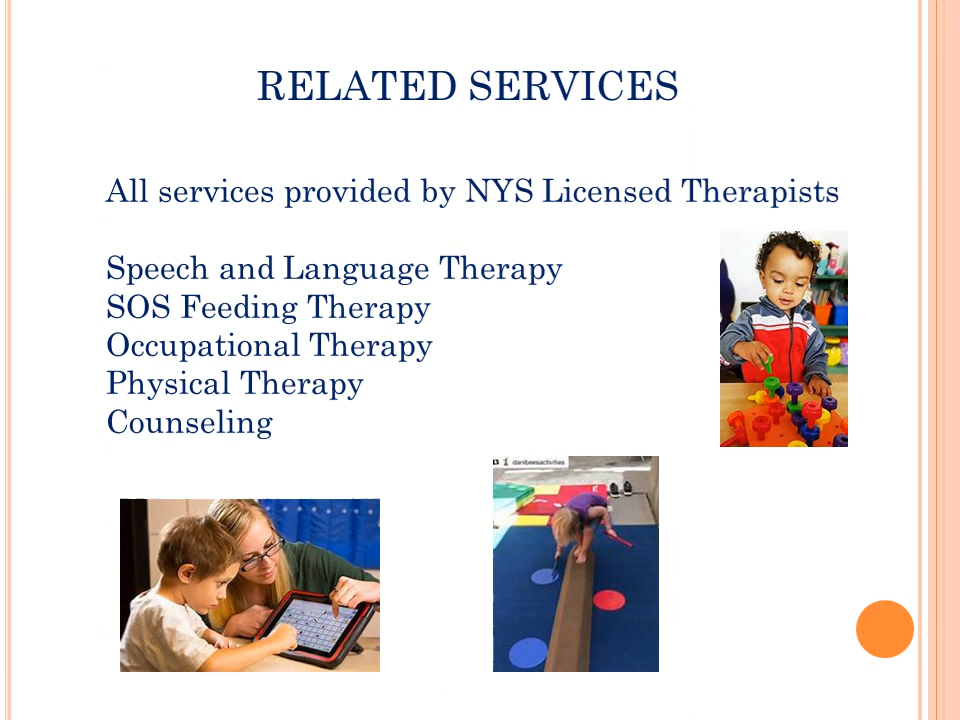 RELATED SERVICES
All services provided by NYS Licensed Therapists
Speech and Language Therapy
SOS Feeding Therapy
Occupational Therapy
Physical Therapy
Counseling
danibeesactivities